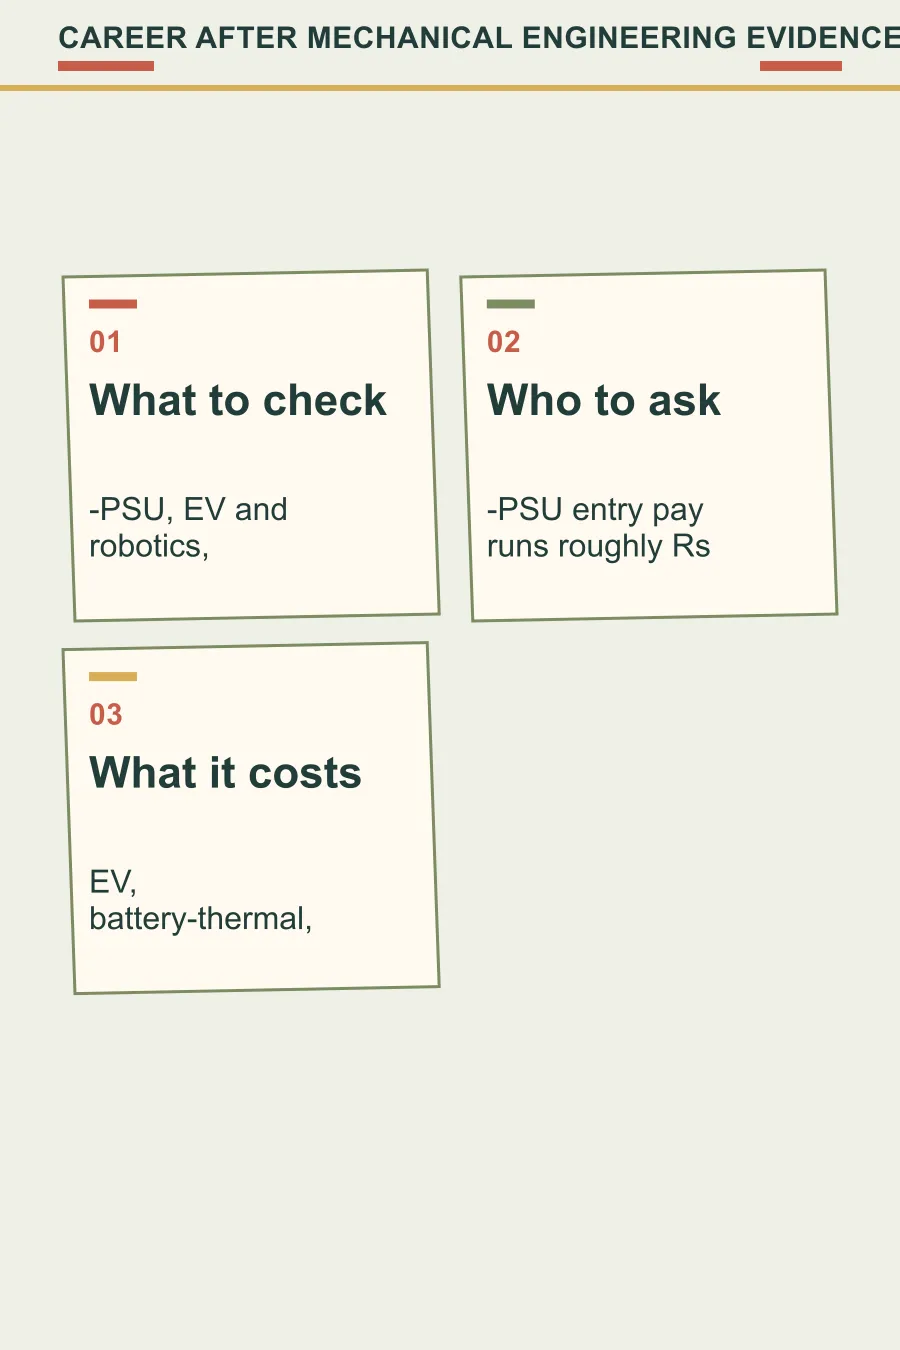 CAREER AFTER MECHANICAL ENGINEERING EVIDENCE
01
What to check
-PSU, EV and
robotics,
02
Who to ask
-PSU entry pay
runs roughly Rs
03
What it costs
EV,
battery-thermal,